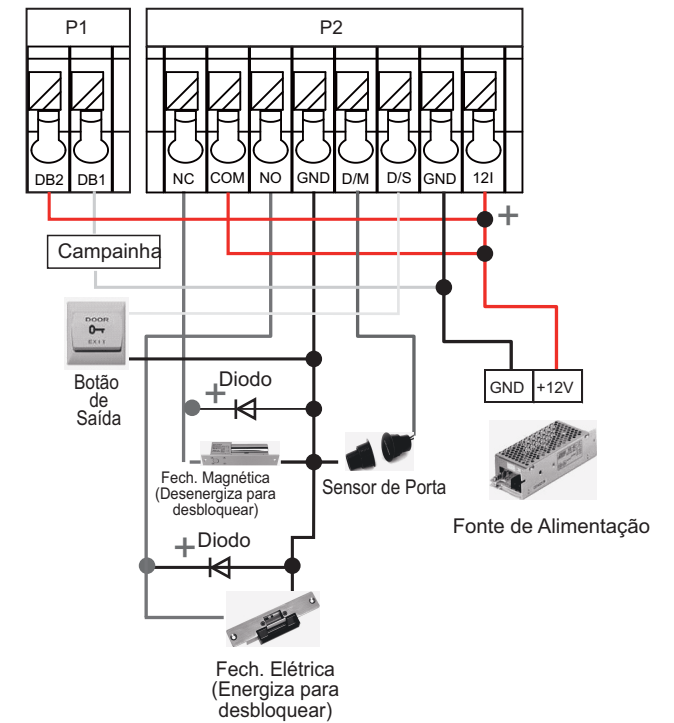 P1
P2
DB2 DB1
NC COM NO GND D/M D/S GND 12I
+
Campainha
DOOR
EXIT
Botão
de
Saída
+
Diodo
GND +12V
Fech. Magnética
(Desenergiza para
desbloquear)
Sensor de Porta
Fonte de Alimentação
+
Diodo
Fech. Elétrica
(Energiza para
desbloquear)